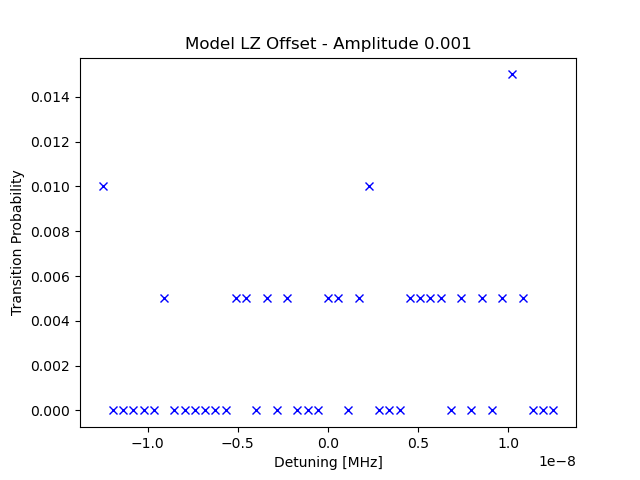 Model LZ Offset - Amplitude 0.001
0.014
0.012
0.010
0.008
0.006
0.004
0.002
0.000
Transition Probability
−1.0 −0.5 0.0 0.5 1.0
1e−8
Detuning [MHz]